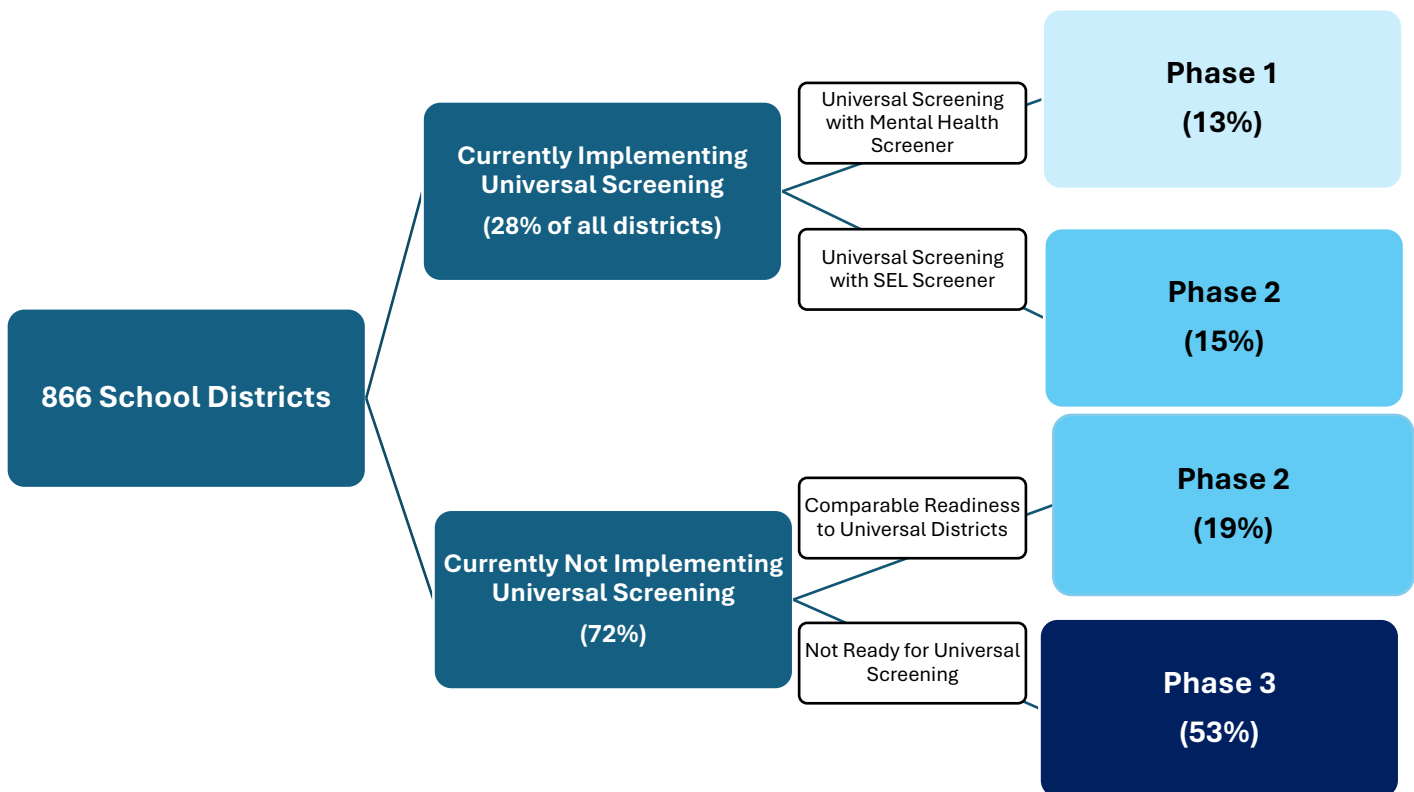 866 School Districts
Currently Implementing
Universal Screening
(28% of all districts)
Universal Screening
with Mental Health
Screener
Phase 1
(13%)
Universal Screening
with SEL Screener
Phase 2
(15%)
Currently Not Implementing
Universal Screening
(72%)
Comparable Readiness
to Universal Districts
Phase 2
(19%)
Not Ready for Universal
Screening
Phase 3
(53%)